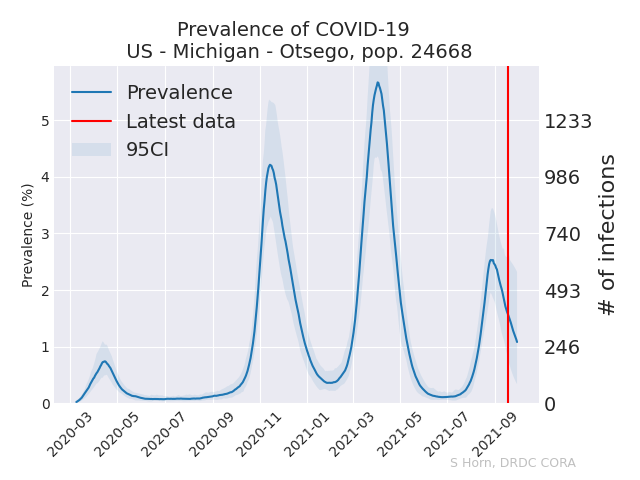 Prevalence of COVID-19
US - Michigan - Otsego, pop. 24668
Prevalence
Latest data
95CI
Prevalence (%)
5
4
3
2
1
0
1233
986
740
493
246
0
# of infections
2020-03
2020-05
2020-07
2020-09
2020-11
2021-01
2021-03
2021-05
2021-07
2021-09
S Horn, DRDC CORA